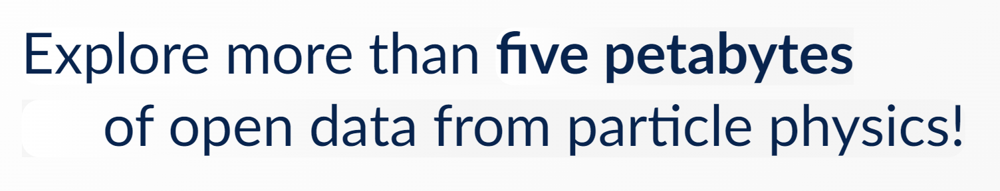 Explore more than five petabytes
of open data from particle physics!